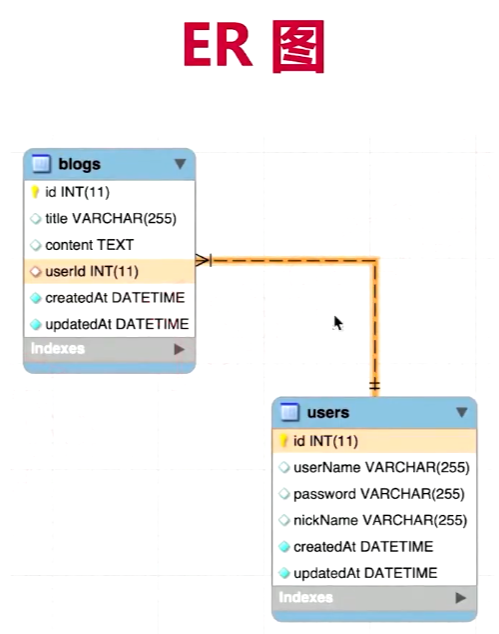 ER 图
blogs
id INT(11)
title VARCHAR(255)
content TEXT
userId INT(11)
createdAt DATETIME
updatedAt DATETIME
Indexes
users
id INT(11)
userName VARCHAR(255)
password VARCHAR(255)
nickName VARCHAR(255)
createdAt DATETIME
updatedAt DATETIME
Indexes